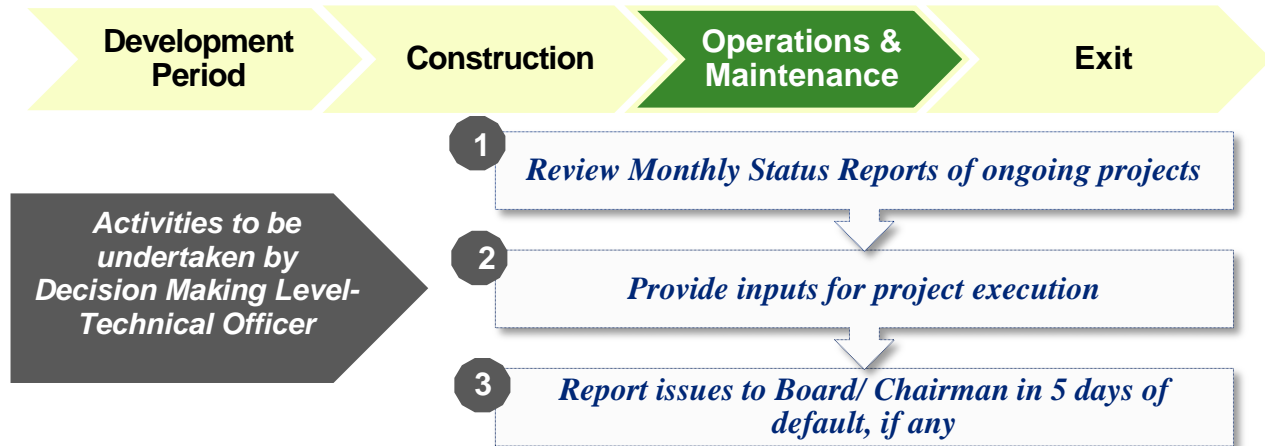 Development
Period
Construction
Operations &
Maintenance
Exit
Activities to be
undertaken by
Decision Making Level-
Technical Officer
1
Review Monthly Status Reports of ongoing projects
2
Provide inputs for project execution
3
Report issues to Board/ Chairman in 5 days of
default, if any